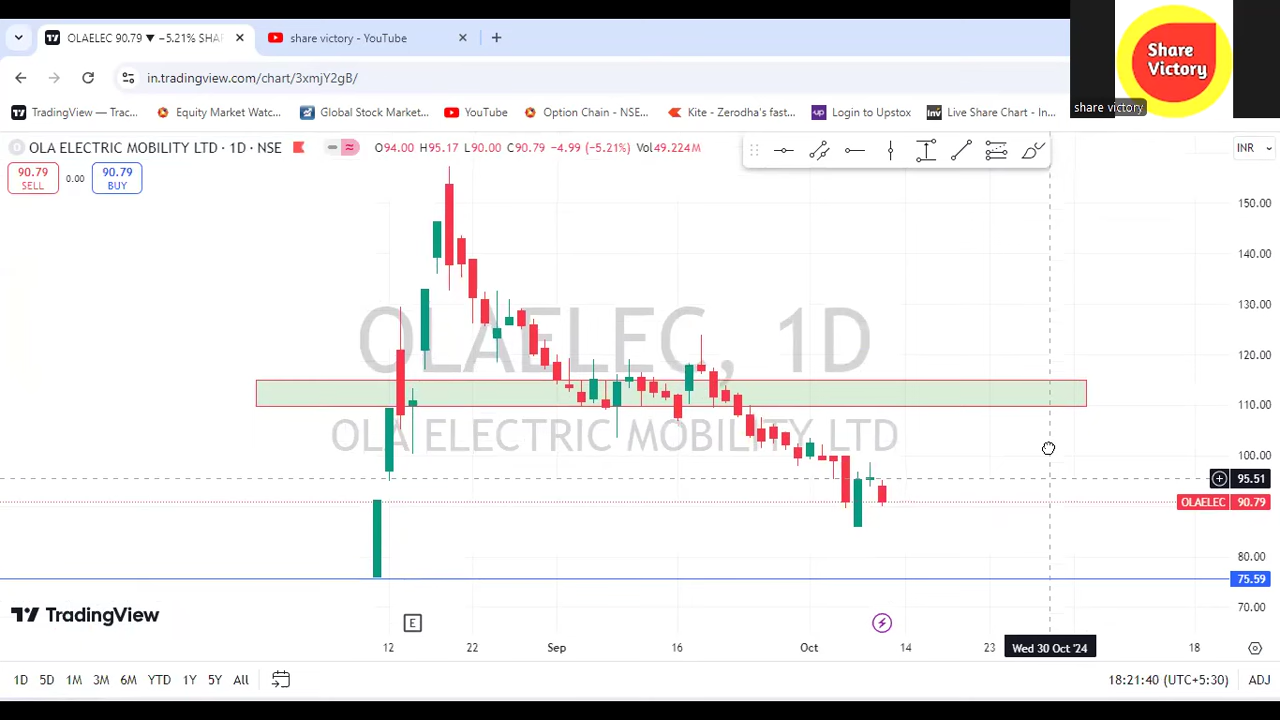 OLAELEC 90.79 ▼ −5.21% SHA
share victory - YouTube
in.tradingview.com/chart/3xmjY2gB/
TradingView — Trac...
Equity Market Watc...
Global Stock Market...
YouTube
Option Chain - NSE...
Kite - Zerodha's fast...
Login to Upstox
Live Share Chart - In...
Share
Victory
share victory
OLA ELECTRIC MOBILITY LTD · 1D · NSE
O94.00 H95.17 L90.00 C90.79 −4.99 (−5.21%) Vol49.224M
INR
90.79
SELL
0.00
90.79
BUY
OLAELEC, 1D
OLA ELECTRIC MOBILITY LTD
150.00
140.00
130.00
120.00
110.00
100.00
95.51
OLAELEC 90.79
80.00
75.59
70.00
TradingView
E
12
22
Sep
16
Oct
14
23
Wed 30 Oct '24
18
1D
5D
1M
3M
6M
YTD
1Y
5Y
All
18:21:40 (UTC+5:30)
ADJ